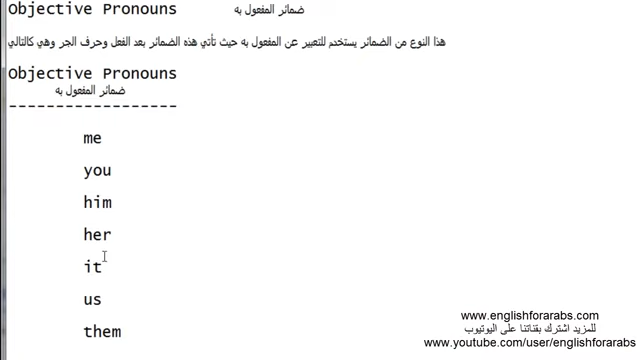 Objective Pronouns ضمائر المفعول به
هذا النوع من الضمائر يستخدم للتعبير عن المفعول به حيث تأتي هذه الضمائر بعد الفعل وحرف الجر وهي كالتالي
Objective Pronouns
ضمائر المفعول به
------------------
me
you
him
her
it
us
them
www.englishforarabs.com
للمزيد اشترك بقناتنا على اليوتيوب
www.youtube.com/user/englishforarabs